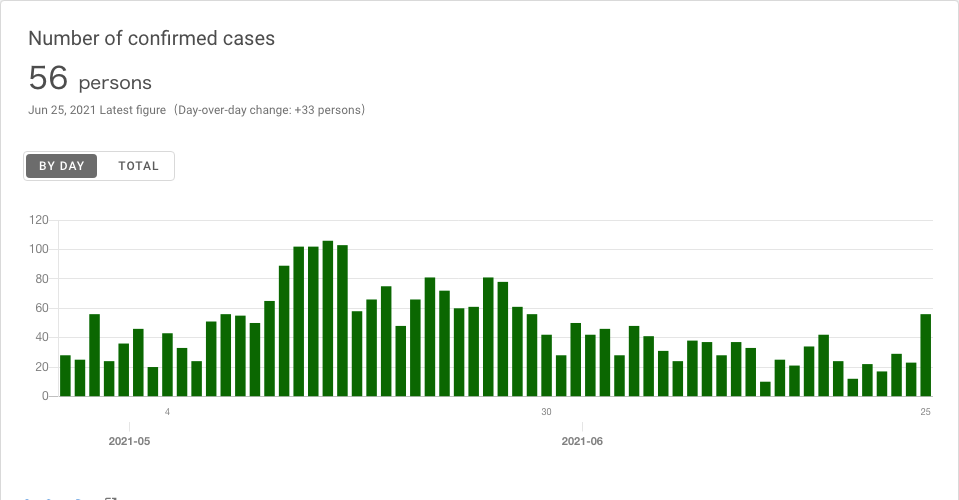 Number of confirmed cases
56 persons
Jun 25, 2021 Latest figure（Day-over-day change: +33 persons）
BY DAY TOTAL
120
100
80
60
40
20
0
4 30 25
2021-05 2021-06